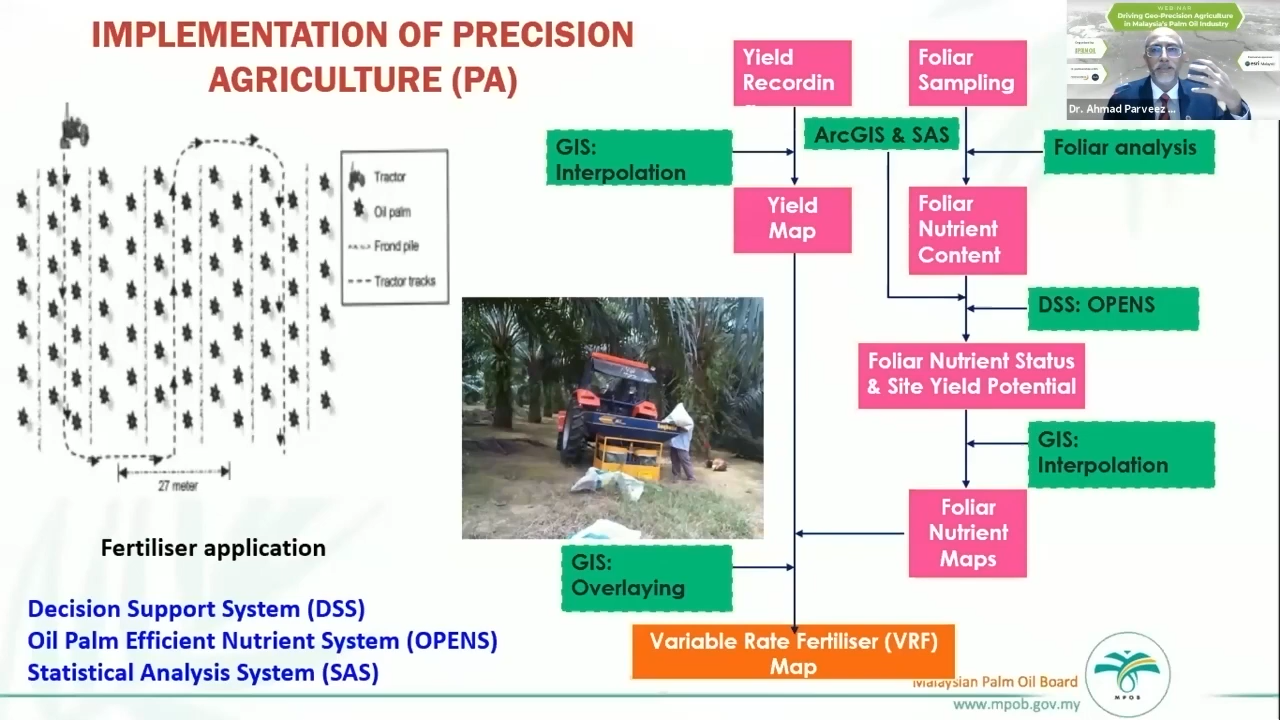 IMPLEMENTATION OF PRECISION
AGRICULTURE (PA)
WEBINAR
Driving Geo-Precision Agriculture
in Malaysia's Palm Oil Industry
esri Malaysia
Dr. Ahmad Parveez ...
Yield
Recordin
Foliar
Sampling
GIS:
Interpolation
ArcGIS & SAS
Foliar analysis
Yield
Map
Foliar
Nutrient
Content
DSS: OPENS
Foliar Nutrient Status
& Site Yield Potential
GIS:
Interpolation
Foliar
Nutrient
Maps
GIS:
Overlaying
Variable Rate Fertiliser (VRF)
Map
Tractor
Oil palm
Frond pile
Tractor tracks
27 meter
Fertiliser application
Decision Support System (DSS)
Oil Palm Efficient Nutrient System (OPENS)
Statistical Analysis System (SAS)
Malaysian Palm Oil Board
www.mpob.gov.my
MPOB